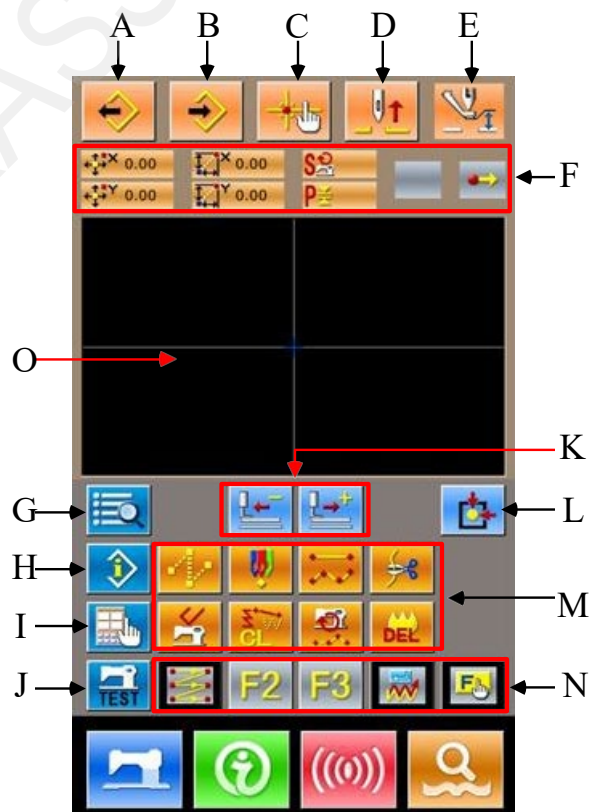 A B C D E
X 0.00 X 0.00 S
F
Y 0.00 Y 0.00 P
O
K
G L
H
M
I CL DEL
J TEST F2 F3 F N